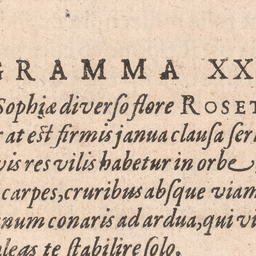 GRAMMA XX
Sophiæ diverso flore ROSET
r at est firmis janua clausa ser
vis res vilis habetur in orbe
carpes, cruribus absque viam
num conaris ad ardua, qui vi
leas te stabilire solo.